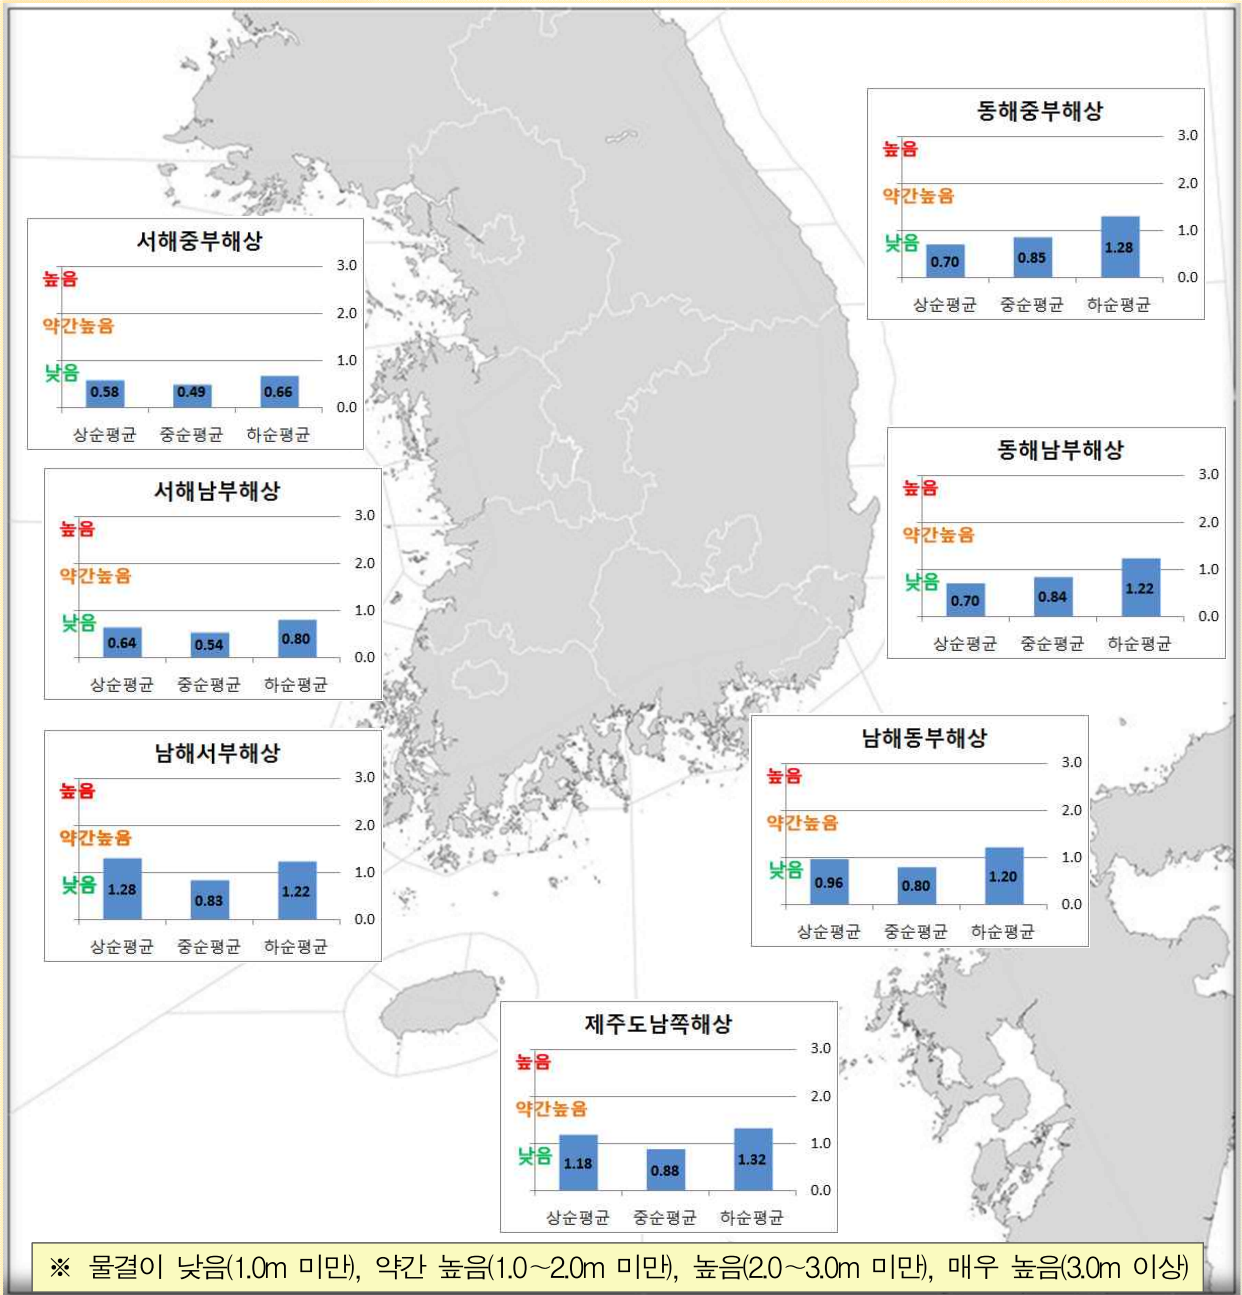 동해중부해상
3.0
높음
2.0
약간높음
1.0
낮음
0.70 0.85 1.28
0.0
상순평균 중순평균 하순평균
서해중부해상
3.0
높음
2.0
약간높음
1.0
낮음
0.58 0.49 0.66
0.0
상순평균 중순평균 하순평균
동해남부해상
3.0
높음
2.0
약간높음
1.0
낮음
0.70 0.84 1.22
0.0
상순평균 중순평균 하순평균
서해남부해상
3.0
높음
2.0
약간높음
1.0
낮음
0.64 0.54 0.80
0.0
상순평균 중순평균 하순평균
남해서부해상
3.0
높음
2.0
약간높음
1.0
낮음
1.28 0.83 1.22
0.0
상순평균 중순평균 하순평균
남해동부해상
3.0
높음
2.0
약간높음
1.0
낮음
0.96 0.80 1.20
0.0
상순평균 중순평균 하순평균
제주도남쪽해상
3.0
높음
2.0
약간높음
1.0
낮음
1.18 0.88 1.32
0.0
상순평균 중순평균 하순평균
※ 물결이 낮음(1.0m 미만), 약간 높음(1.0~2.0m 미만), 높음(2.0~3.0m 미만), 매우 높음(3.0m 이상)